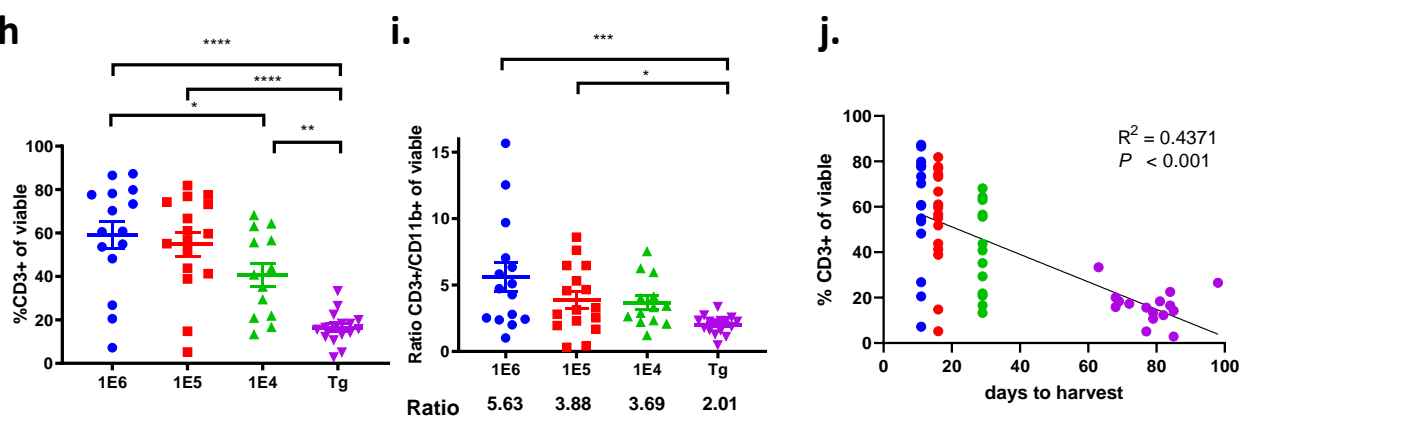 h
****
****
*
**
%CD3+ of viable
100
80
60
40
20
0
1E6 1E5 1E4 Tg
i.
***
*
Ratio CD3+/CD11b+ of viable
15
10
5
0
1E6 1E5 1E4 Tg
Ratio 5.63 3.88 3.69 2.01
j.
R2 = 0.4371
P < 0.001
% CD3+ of viable
100
80
60
40
20
0
0 20 40 60 80 100
days to harvest